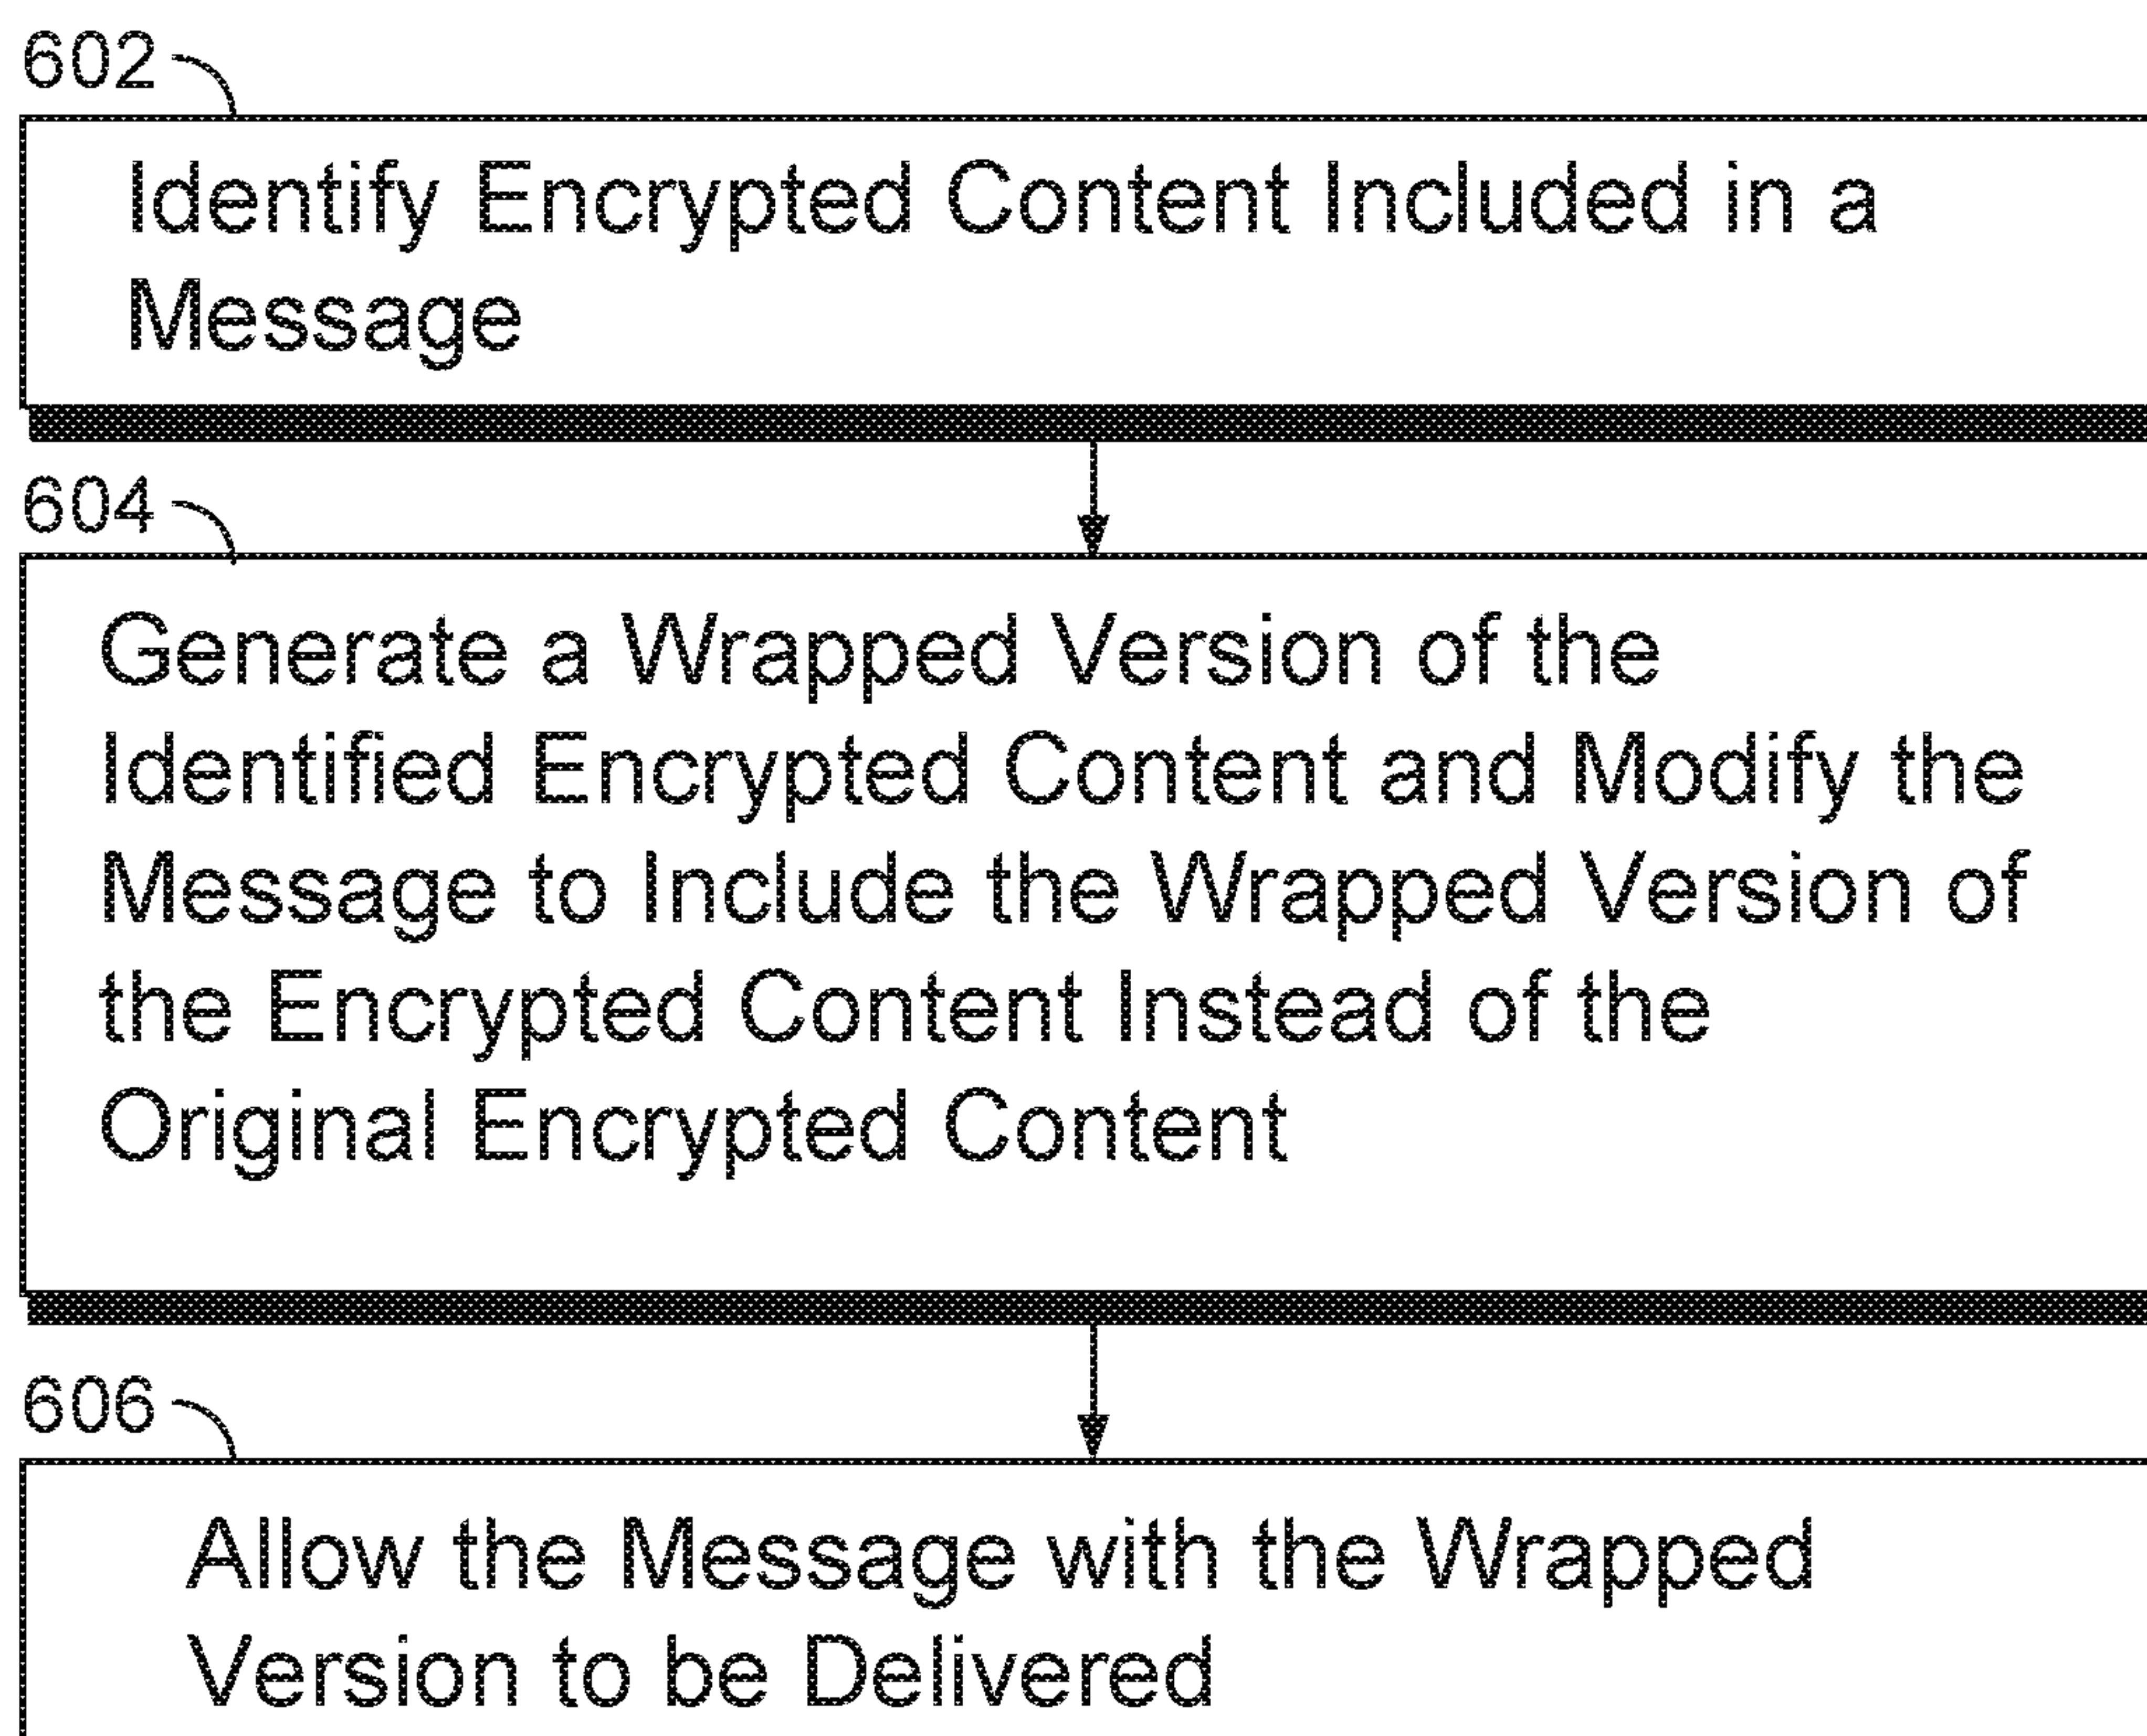 602
Identify Encrypted Content Included in a
Message
604
Generate a Wrapped Version of the
Identified Encrypted Content and Modify the
Message to Include the Wrapped Version of
the Encrypted Content Instead of the
Original Encrypted Content
606
Allow the Message with the Wrapped
Version to be Delivered